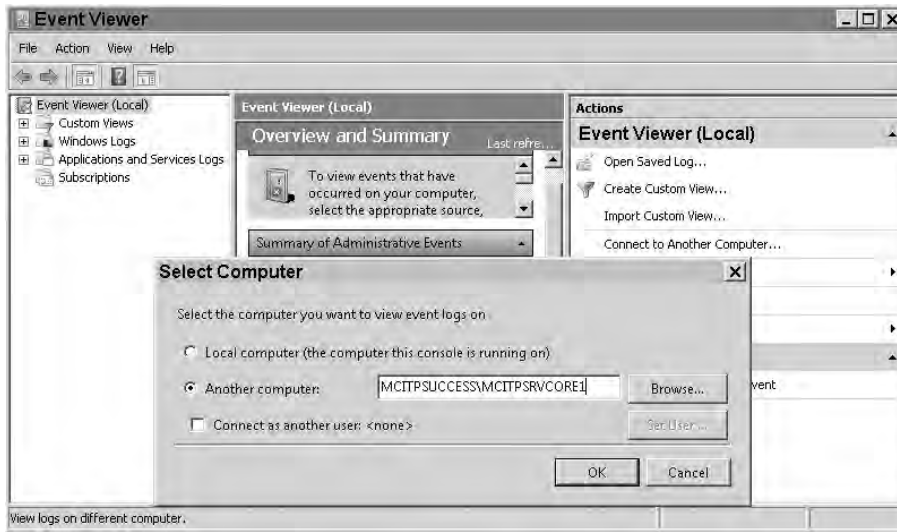 Event Viewer
File Action View Help
Event Viewer (Local)
Custom Views
Windows Logs
Applications and Services Logs
Subscriptions
Event Viewer (Local)
Overview and Summary Last refre...
To view events that have
occurred on your computer,
select the appropriate source,
Summary of Administrative Events
Actions
Event Viewer (Local)
Open Saved Log...
Create Custom View...
Import Custom View...
Connect to Another Computer...
vent
Select Computer
Select the computer you want to view event logs on
Local computer (the computer this console is running on)
Another computer: MCITPSUCCESS\MCITPSRVCORE1 Browse...
Connect as another user: <none> Set User...
OK Cancel
View logs on different computer.